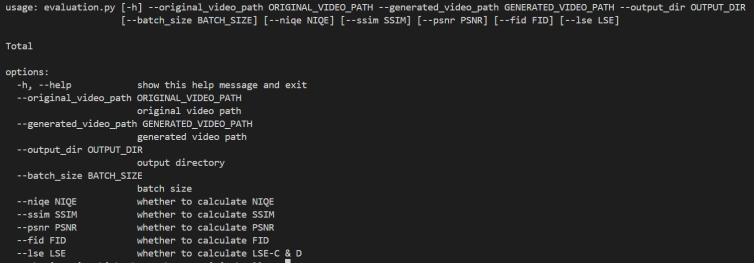 usage: evaluation.py [-h] --original_video_path ORIGINAL_VIDEO_PATH --generated_video_path GENERATED_VIDEO_PATH --output_dir OUTPUT_DIR
[--batch_size BATCH_SIZE] [--niqe NIQE] [--ssim SSIM] [--psnr PSNR] [--fid FID] [--lse LSE]
Total
options:
-h, --help show this help message and exit
--original_video_path ORIGINAL_VIDEO_PATH
original video path
--generated_video_path GENERATED_VIDEO_PATH
generated video path
--output_dir OUTPUT_DIR
output directory
--batch_size BATCH_SIZE
batch size
--niqe NIQE whether to calculate NIQE
--ssim SSIM whether to calculate SSIM
--psnr PSNR whether to calculate PSNR
--fid FID whether to calculate FID
--lse LSE whether to calculate LSE-C & D